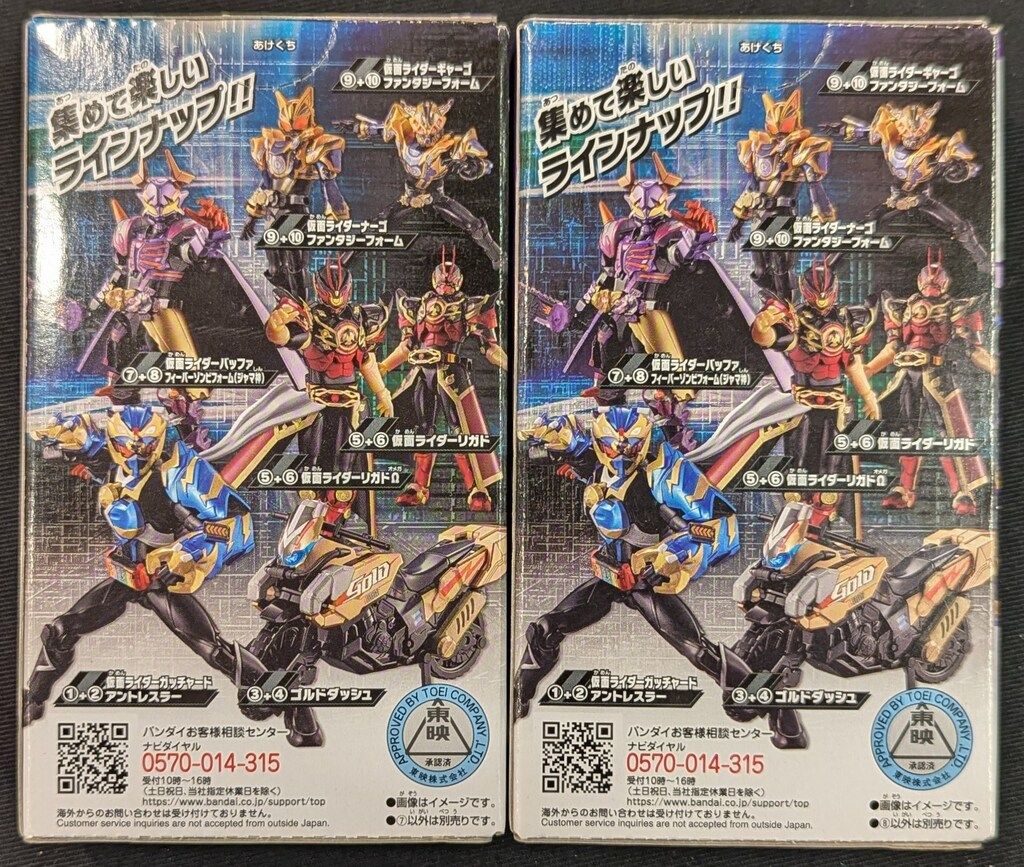 あけくち
集めて楽しい
ラインナップ!!
⑨+⑩ 仮面ライダーギャーゴ
ファンタジーフォーム
⑨+⑩ 仮面ライダーナーゴ
ファンタジーフォーム
⑦+⑧ 仮面ライダーバッファ
フィーバーゾンビフォーム(ジャマ神)
⑤+⑥ 仮面ライダーリガド
⑤+⑥ 仮面ライダーリガドΩ
GOLD
①+② 仮面ライダーガッチャード
アントレスラー
③+④ ゴルドダッシュ
バンダイお客様相談センター
ナビダイヤル
0570-014-315
受付10時～16時
(土日祝日、当社指定休業日を除く)
https://www.bandai.co.jp/support/top
海外からのお問い合わせは受け付けておりません。
Customer service inquiries are not accepted from outside Japan.
APPROVED BY TOEI COMPANY, LTD.
東映
承認済
東映株式会社
●画像はイメージです。
●⑦以外は別売りです。
あけくち
集めて楽しい
ラインナップ!!
⑨+⑩ 仮面ライダーギャーゴ
ファンタジーフォーム
⑨+⑩ 仮面ライダーナーゴ
ファンタジーフォーム
⑦+⑧ 仮面ライダーバッファ
フィーバーゾンビフォーム(ジャマ神)
⑤+⑥ 仮面ライダーリガド
⑤+⑥ 仮面ライダーリガドΩ
GOLD
①+② 仮面ライダーガッチャード
アントレスラー
③+④ ゴルドダッシュ
バンダイお客様相談センター
ナビダイヤル
0570-014-315
受付10時～16時
(土日祝日、当社指定休業日を除く)
https://www.bandai.co.jp/support/top
海外からのお問い合わせは受け付けておりません。
Customer service inquiries are not accepted from outside Japan.
APPROVED BY TOEI COMPANY, LTD.
東映
承認済
東映株式会社
●画像はイメージです。
●⑧以外は別売りです。